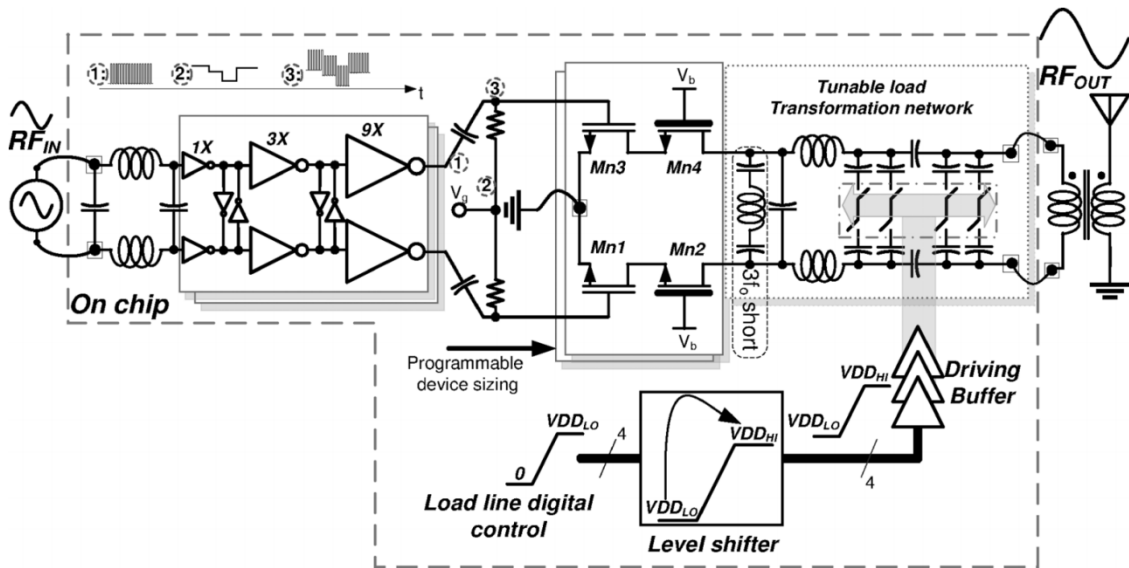 1:
2:
3:
t
RF_IN
1X
3X
9X
3
1
2
V_g
On chip
V_b
Mn3
Mn4
Mn1
Mn2
V_b
3f_o short
Tunable load
Transformation network
RF_OUT
Programmable
device sizing
0
VDD_LO
4
Load line digital
control
VDD_LO
VDD_HI
Level shifter
VDD_LO
VDD_HI
4
Driving
Buffer